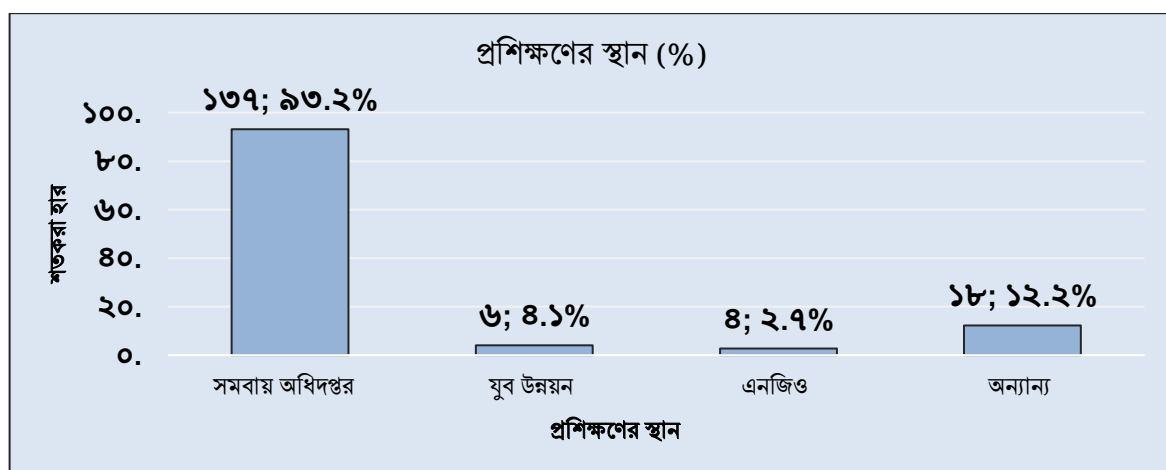 প্রশিক্ষণের স্থান (%)
১৩৭; ৯৩.২%
১০০.
৮০.
৬০.
৪০.
২০.
০.
শতকরা হার
৬; ৪.১%
৪; ২.৭%
১৮; ১২.২%
সমবায় অধিদপ্তর
যুব উন্নয়ন
এনজিও
অন্যান্য
প্রশিক্ষণের স্থান